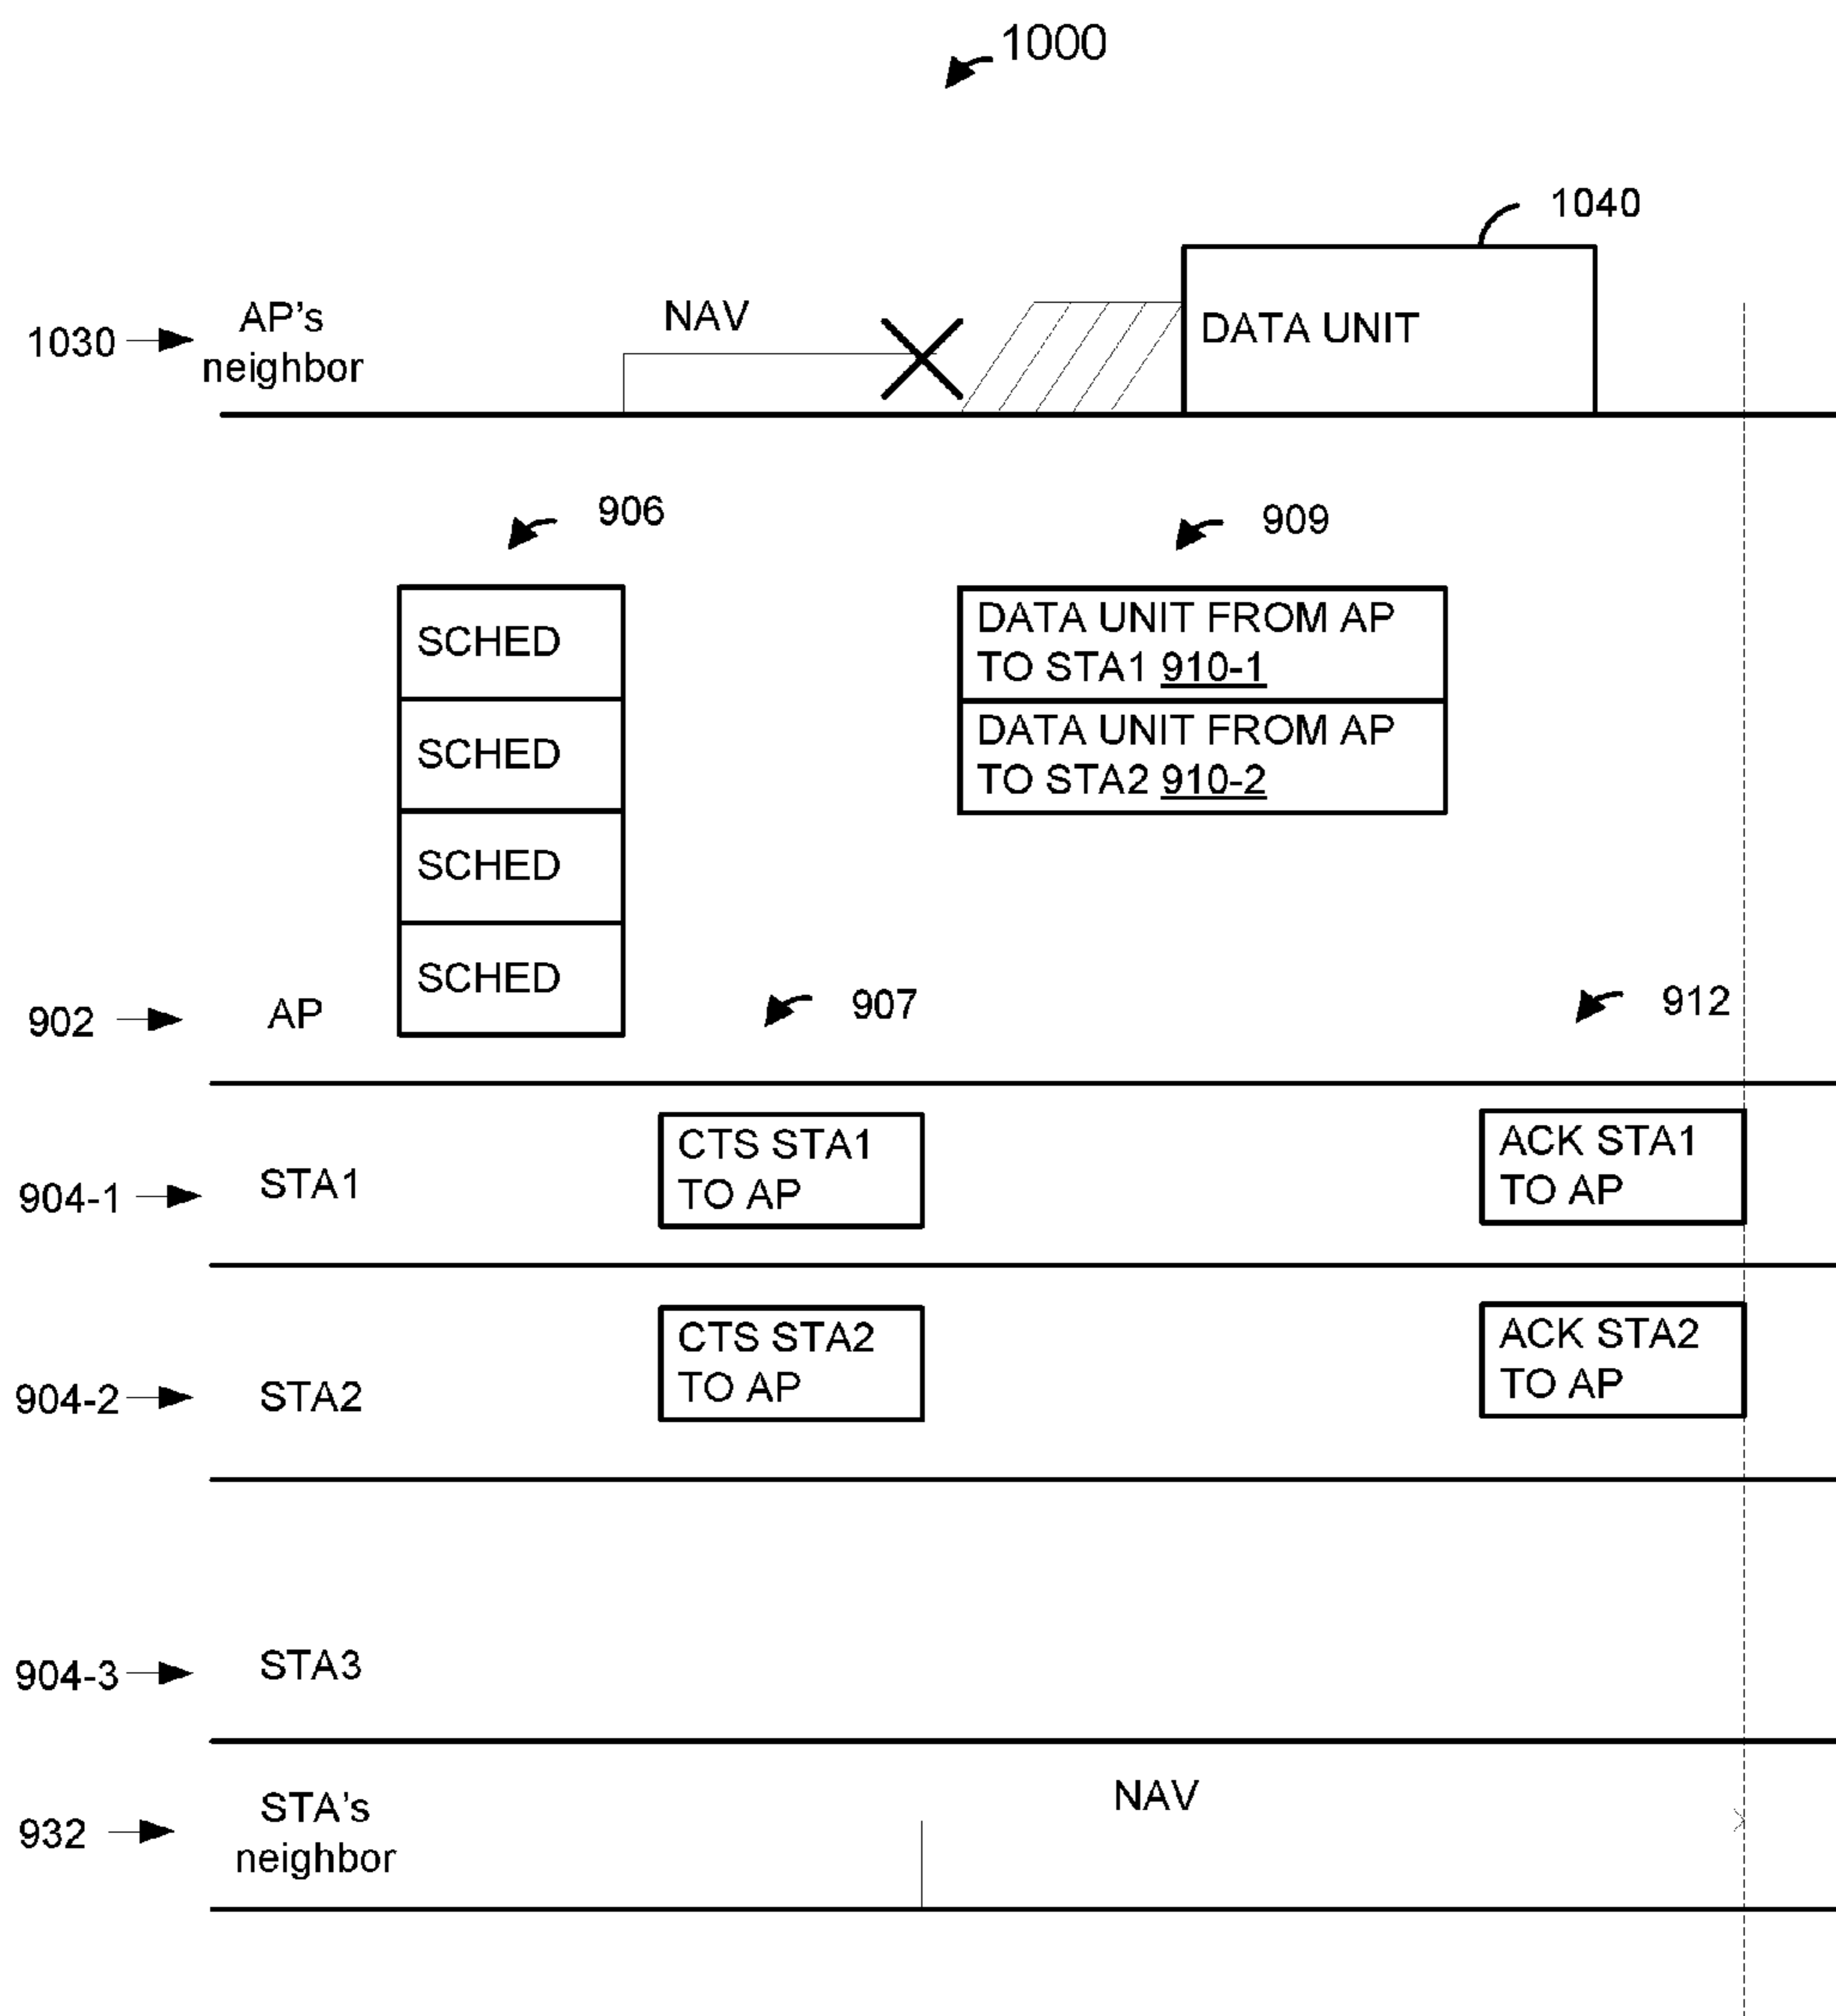 1000
1040
1030
AP's
neighbor
NAV
DATA UNIT
906
909
SCHED
SCHED
SCHED
SCHED
DATA UNIT FROM AP
TO STA1 910-1
DATA UNIT FROM AP
TO STA2 910-2
902
AP
907
912
904-1
STA1
CTS STA1
TO AP
ACK STA1
TO AP
904-2
STA2
CTS STA2
TO AP
ACK STA2
TO AP
904-3
STA3
932
STA's
neighbor
NAV